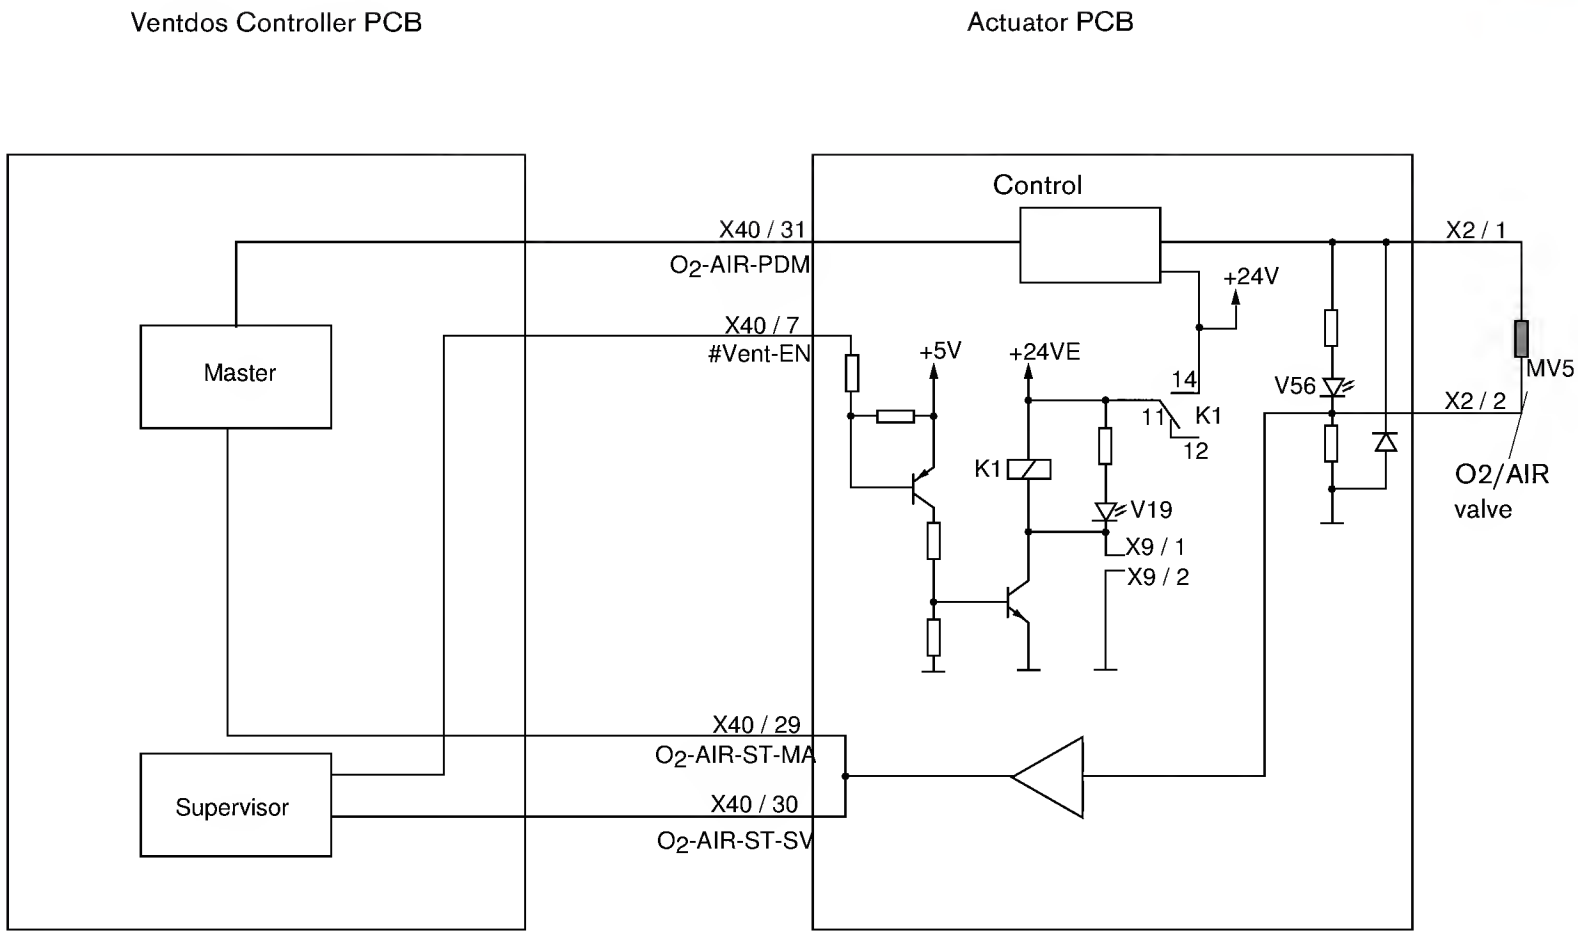 Ventdos Controller PCB
Actuator PCB
Control
X40 / 31
O2-AIR-PDM
X2 / 1
+24V
X40 / 7
#Vent-EN
+5V
+24VE
Master
14
V56
MV5
X2 / 2
11
K1
12
K1
O2/AIR
valve
V19
X9 / 1
X9 / 2
X40 / 29
O2-AIR-ST-MA
Supervisor
X40 / 30
O2-AIR-ST-SV